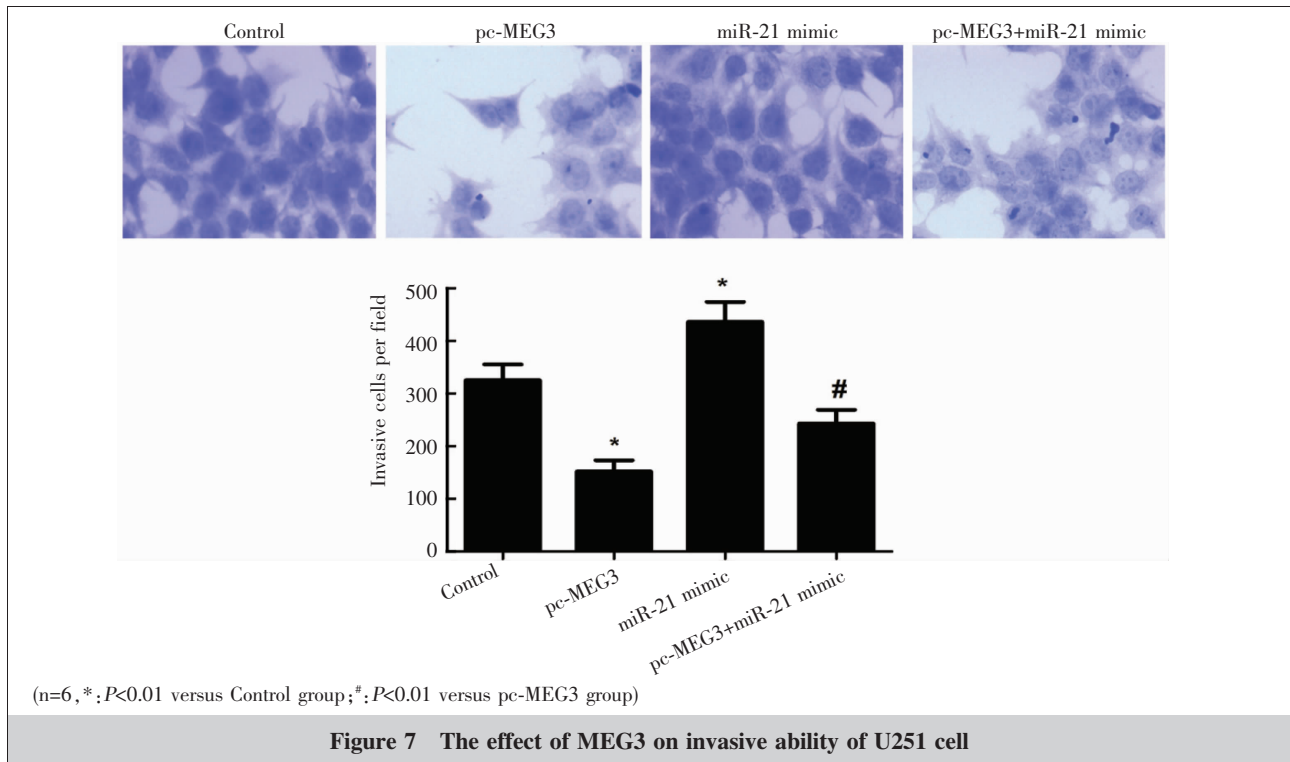 Control pc-MEG3 miR-21 mimic pc-MEG3+miR-21 mimic
Invasive cells per field
500
400
300
200
100
0
*
*
#
Control
pc-MEG3
miR-21 mimic
pc-MEG3+miR-21 mimic
(n=6,*:P<0.01 versus Control group;#:P<0.01 versus pc-MEG3 group)
Figure 7 The effect of MEG3 on invasive ability of U251 cell